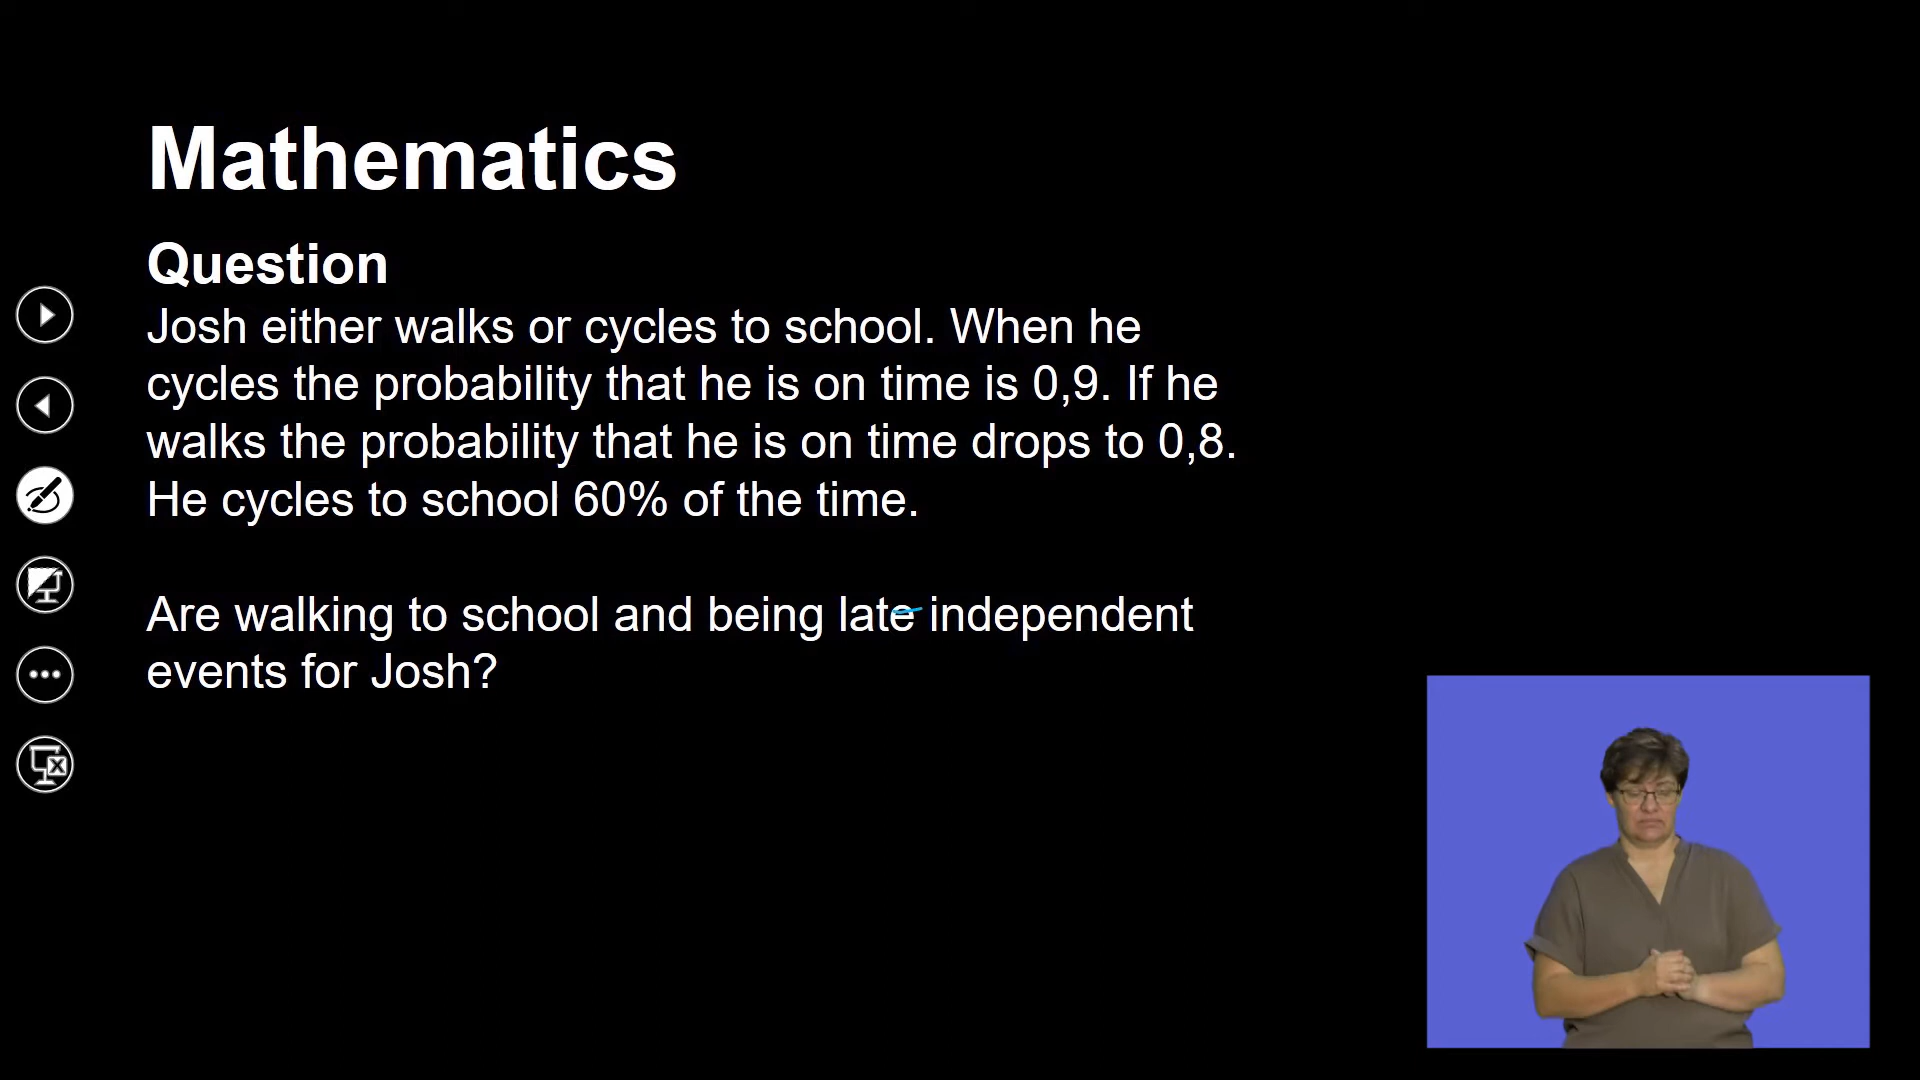 Mathematics
Question
Josh either walks or cycles to school. When he
cycles the probability that he is on time is 0,9. If he
walks the probability that he is on time drops to 0,8.
He cycles to school 60% of the time.
Are walking to school and being late independent
events for Josh?